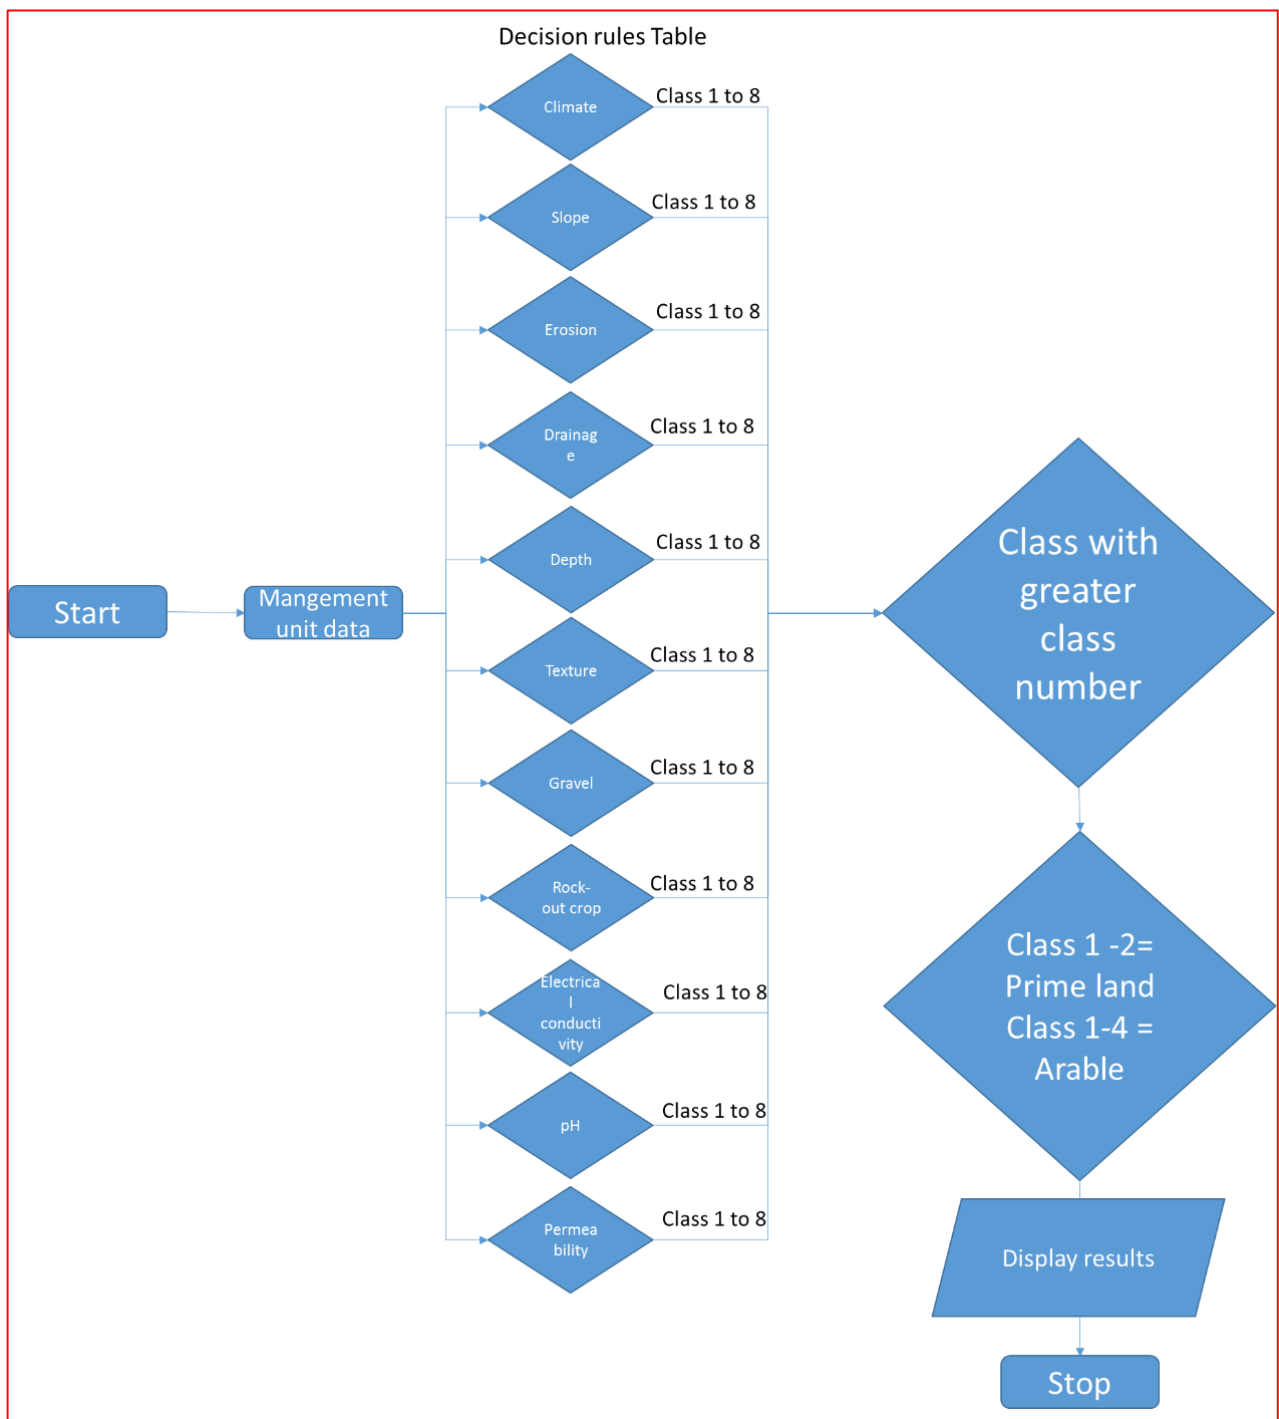 Decision rules Table
Climate
Class 1 to 8
Slope
Class 1 to 8
Erosion
Class 1 to 8
Drainag
e
Class 1 to 8
Depth
Class 1 to 8
Start
Mangement
unit data
Texture
Class 1 to 8
Gravel
Class 1 to 8
Rock-
out crop
Class 1 to 8
Electrica
l
conducti
vity
Class 1 to 8
pH
Class 1 to 8
Permea
bility
Class 1 to 8
Class with
greater
class
number
Class 1 -2=
Prime land
Class 1-4 =
Arable
Display results
Stop